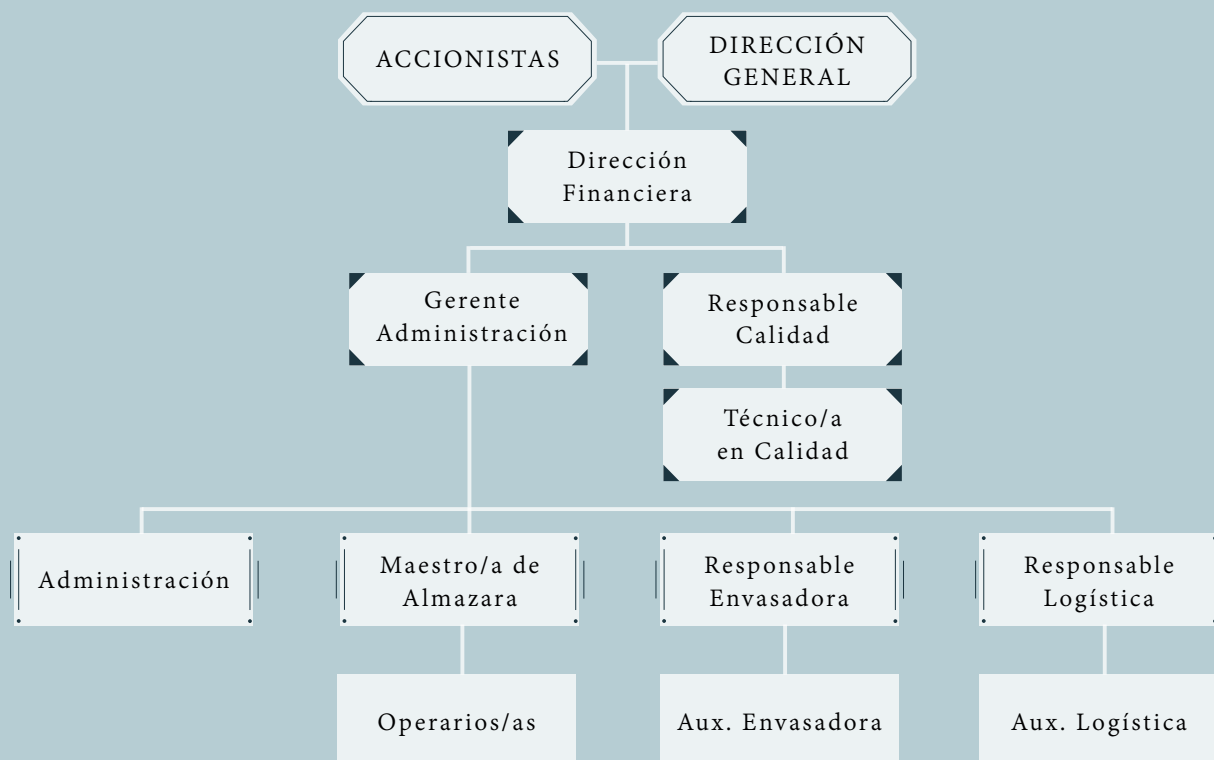 ACCIONISTAS
DIRECCIÓN
GENERAL
Dirección
Financiera
Gerente
Administración
Responsable
Calidad
Técnico/a
en Calidad
Administración
Maestro/a de
Almazara
Responsable
Envasadora
Responsable
Logística
Operarios/as
Aux. Envasadora
Aux. Logística